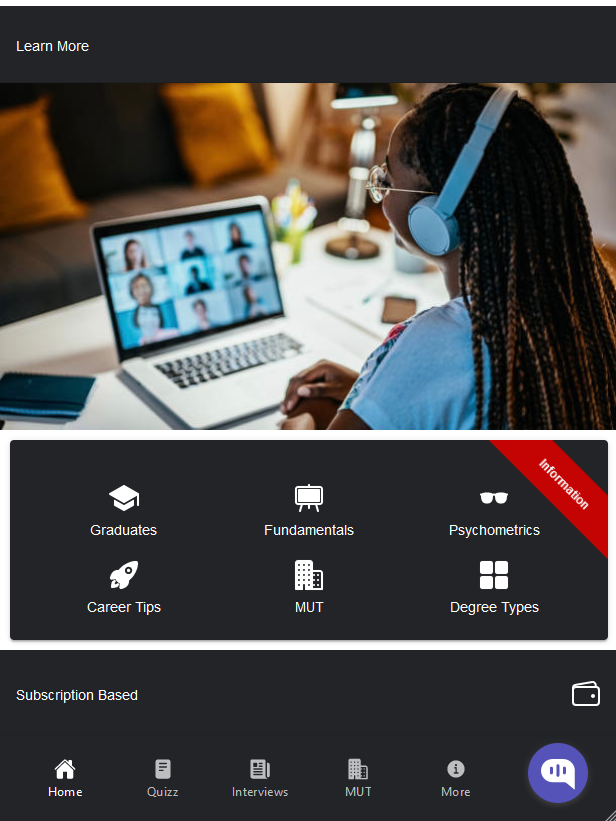 Learn More
Information
Graduates
Fundamentals
Psychometrics
Career Tips
MUT
Degree Types
Subscription Based
Home
Quizz
Interviews
MUT
More